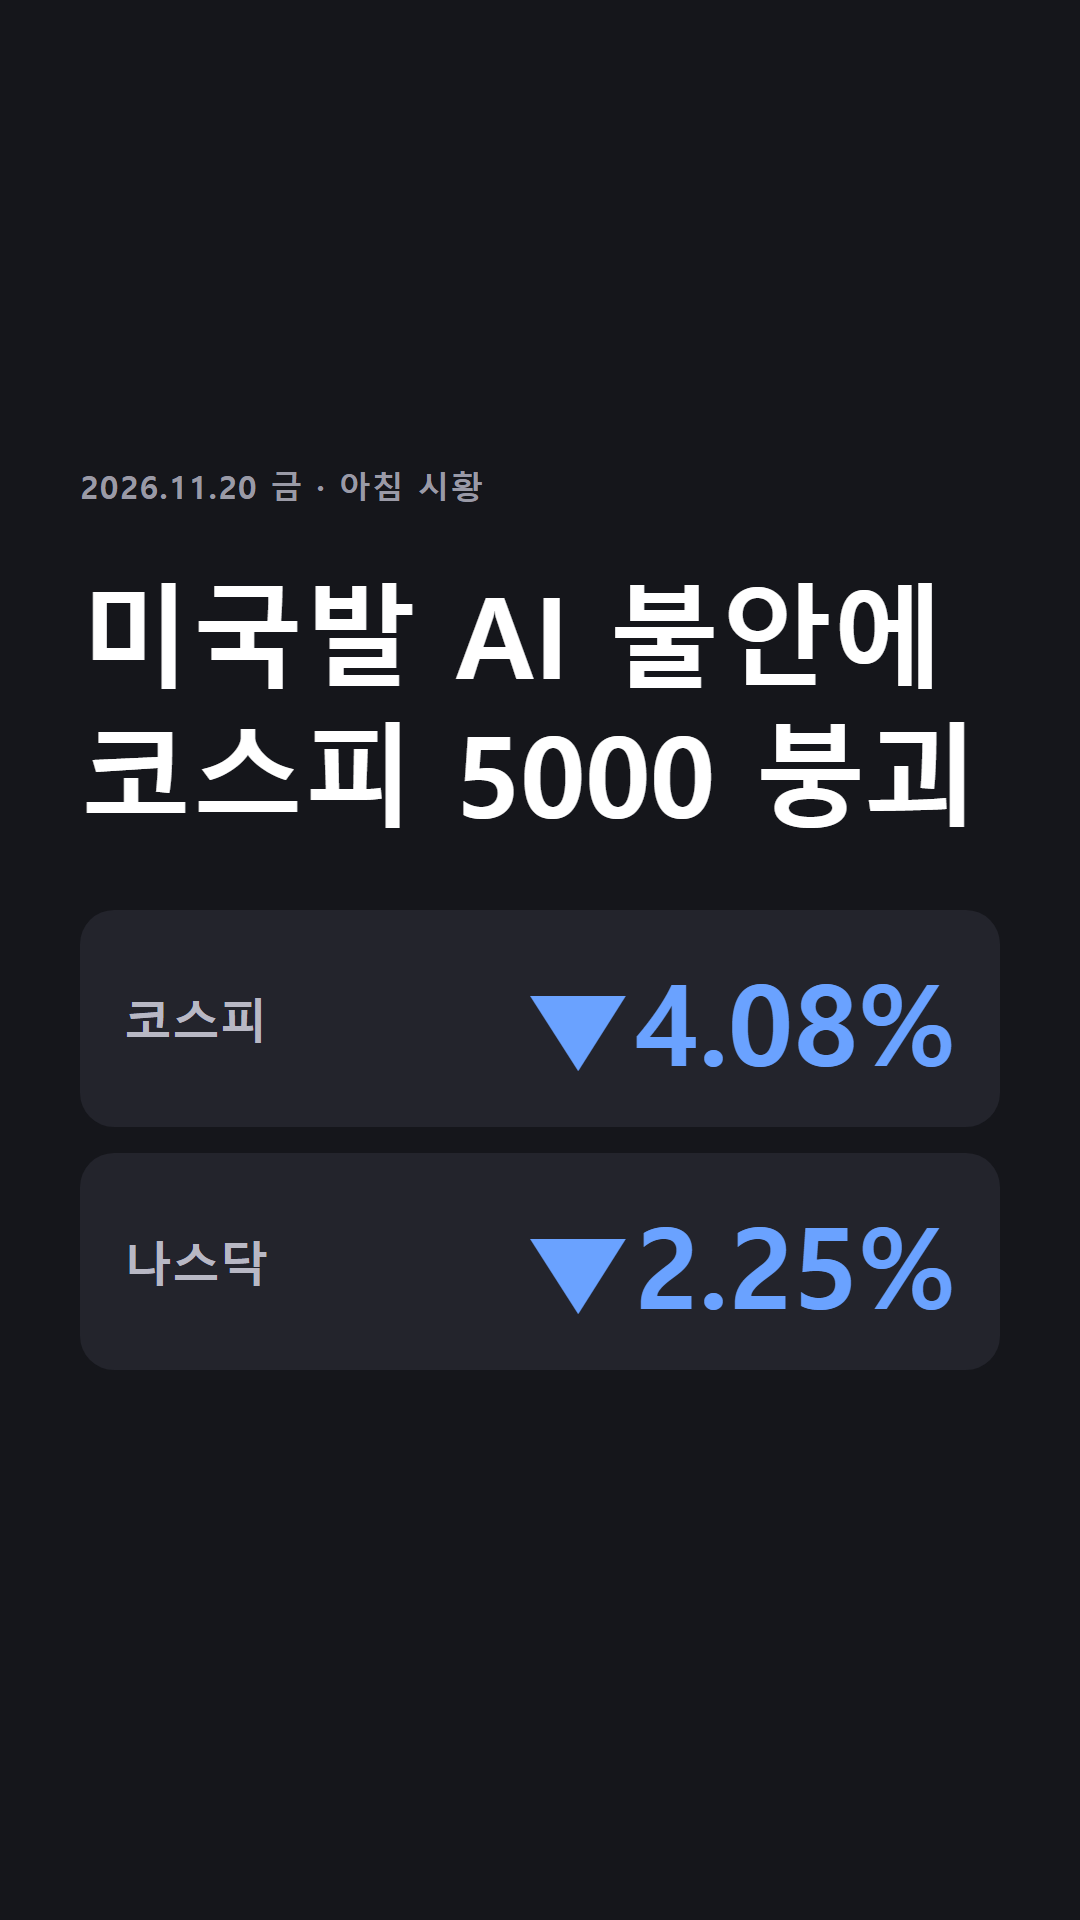 2026.11.20 금 · 아침 시황
미국발 AI 불안에
코스피 5000 붕괴
코스피 ▼4.08%
나스닥 ▼2.25%